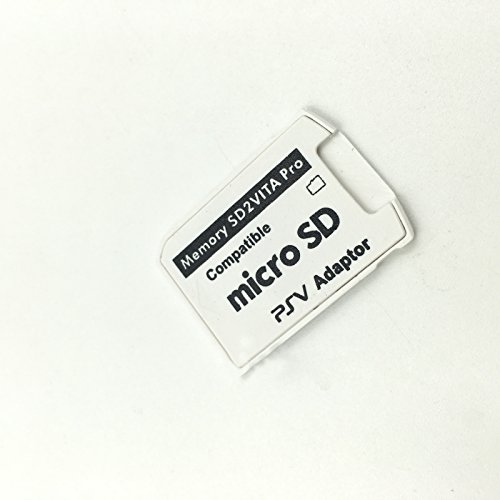 Memory SD2VITA Pro
Compatible
micro SD
PSV Adaptor